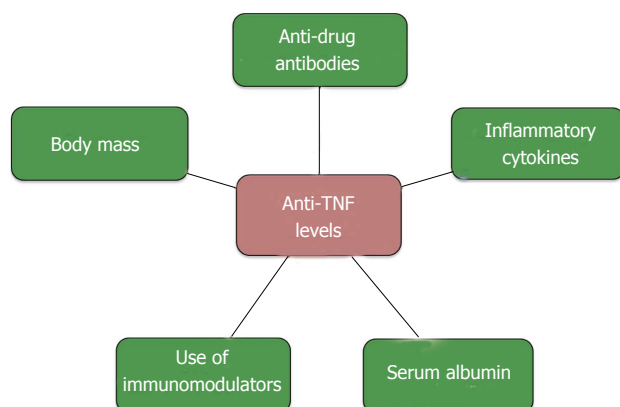 Anti-drug
antibodies
Body mass
Inflammatory
cytokines
Anti-TNF
levels
Use of
immunomodulators
Serum albumin